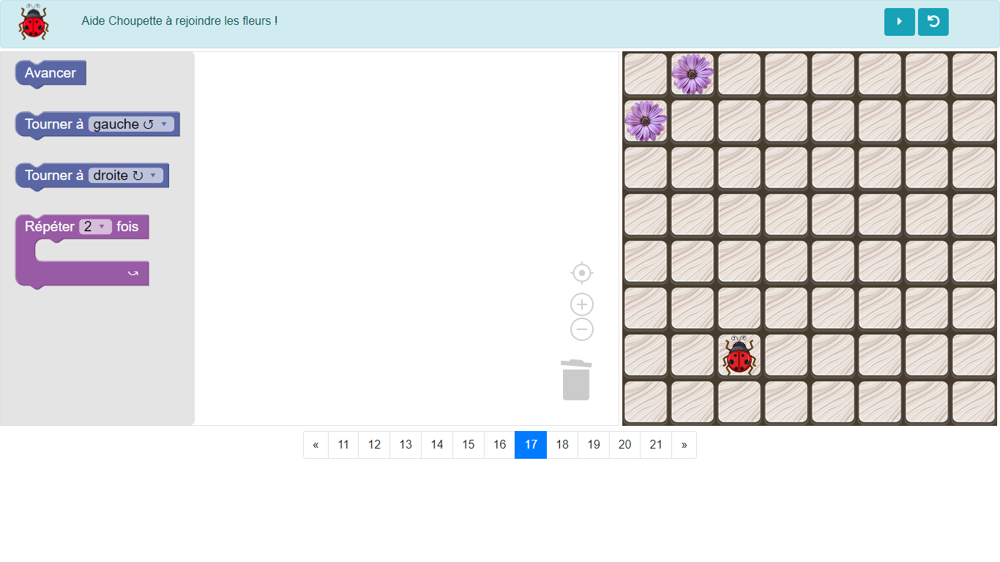 Aide Choupette à rejoindre les fleurs !
Avancer
Tourner à gauche ↺ ▾
Tourner à droite ↻ ▾
Répéter 2 ▾ fois
« 11 12 13 14 15 16 17 18 19 20 21 »